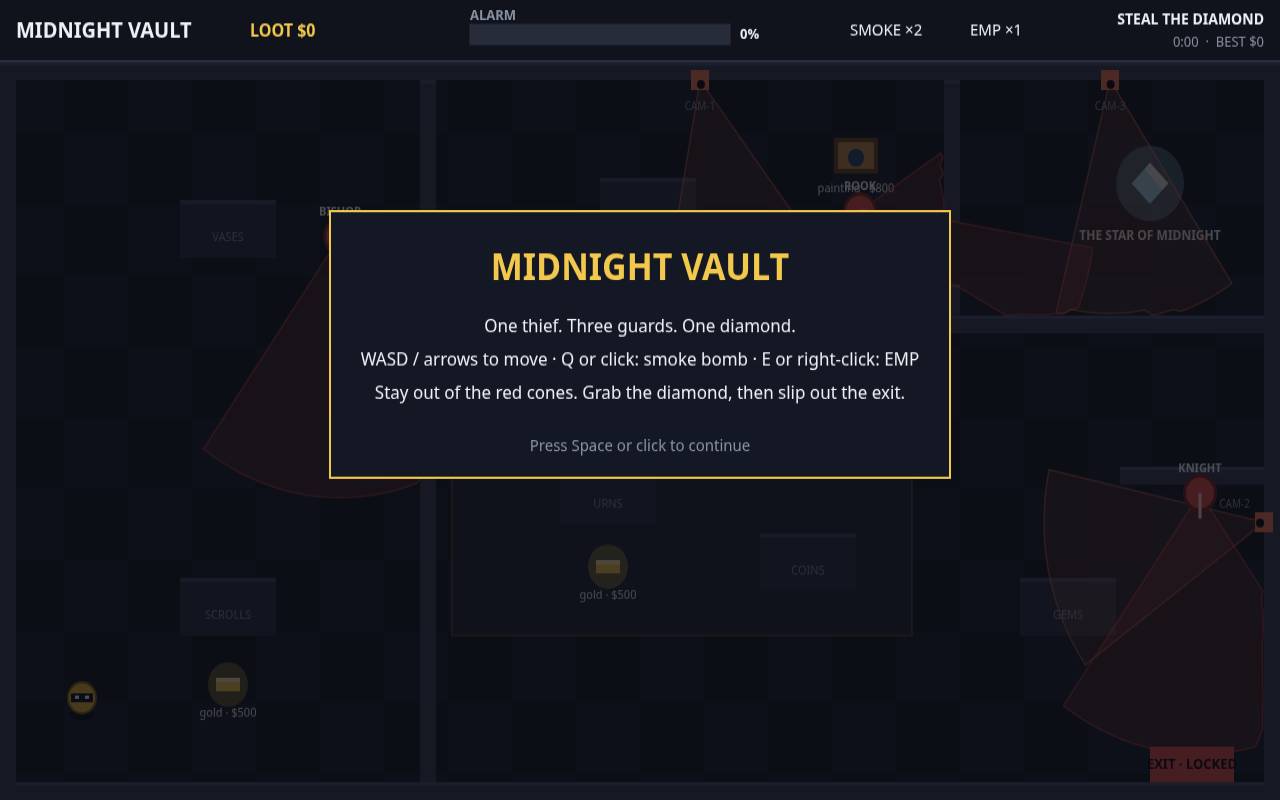 MIDNIGHT VAULT
LOOT $0
ALARM
0%
SMOKE ×2
EMP ×1
STEAL THE DIAMOND
0:00 · BEST $0
CAM-1
CAM-3
ROOK
VASES
THE STAR OF MIDNIGHT
MIDNIGHT VAULT
One thief. Three guards. One diamond.
WASD / arrows to move · Q or click: smoke bomb · E or right-click: EMP
Stay out of the red cones. Grab the diamond, then slip out the exit.
Press Space or click to continue
KNIGHT
CAM-2
URNS
COINS
gold · $500
SCROLLS
GEMS
gold · $500
EXIT · LOCKED